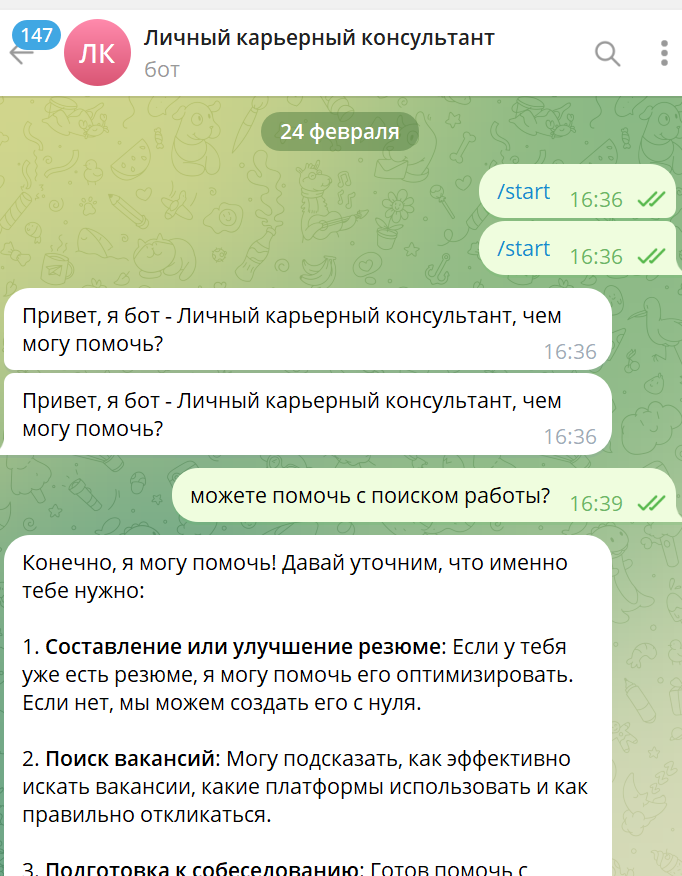 147
ЛК
Личный карьерный консультант
бот
24 февраля
/start 16:36
/start 16:36
Привет, я бот - Личный карьерный консультант, чем
могу помочь?
16:36
Привет, я бот - Личный карьерный консультант, чем
могу помочь?
16:36
можете помочь с поиском работы? 16:39
Конечно, я могу помочь! Давай уточним, что именно
тебе нужно:
1. Составление или улучшение резюме: Если у тебя
уже есть резюме, я могу помочь его оптимизировать.
Если нет, мы можем создать его с нуля.
2. Поиск вакансий: Могу подсказать, как эффективно
искать вакансии, какие платформы использовать и как
правильно откликаться.
3. Подготовка к собеседованию: Готов помочь с